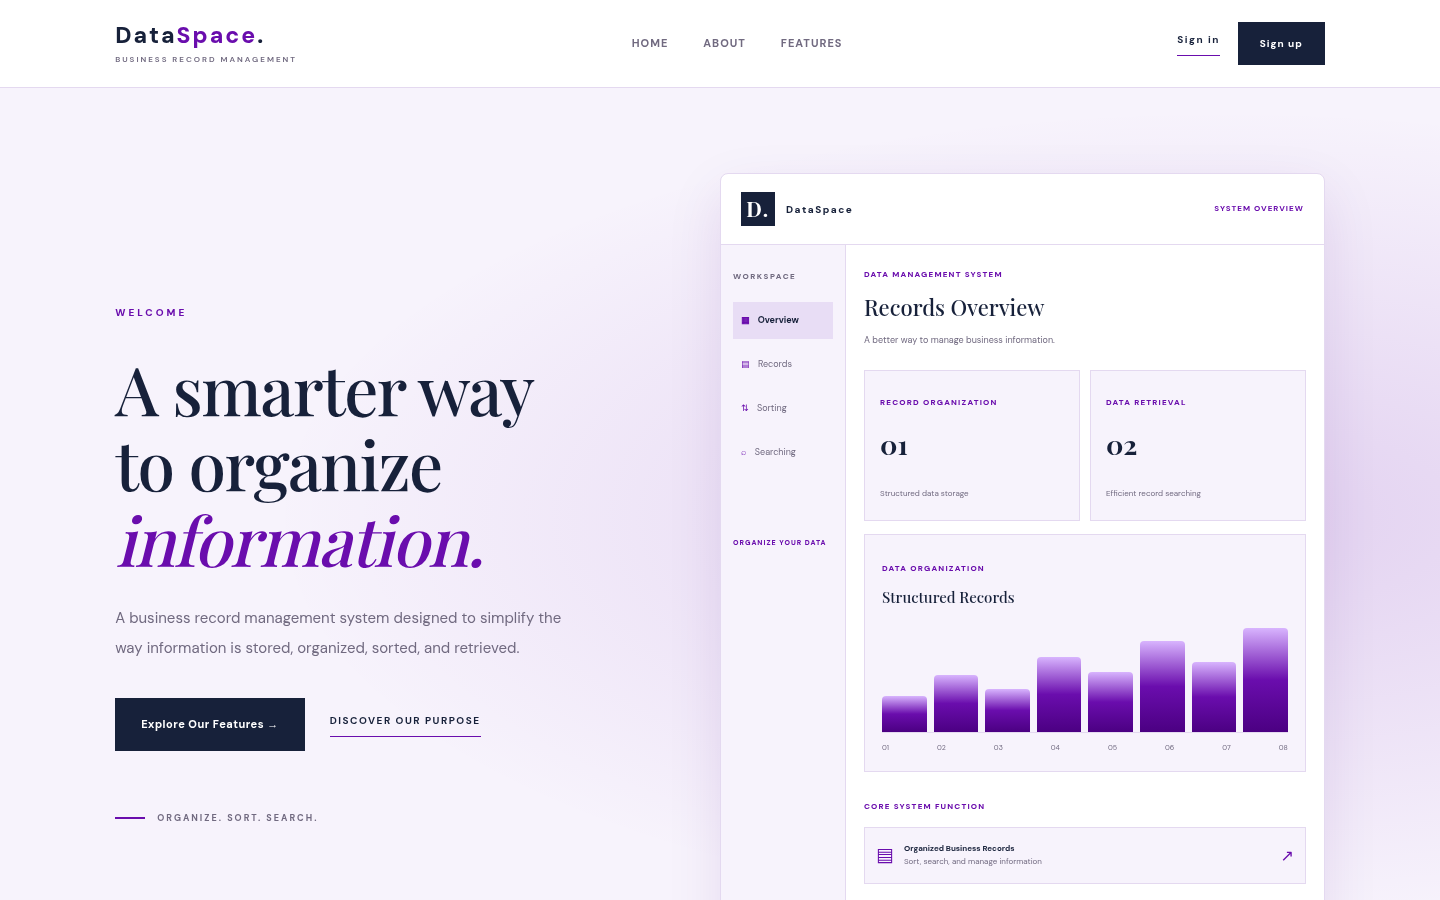 DataSpace.
BUSINESS RECORD MANAGEMENT
HOME ABOUT FEATURES
Sign in Sign up
WELCOME
A smarter way
to organize
information.
A business record management system designed to simplify the
way information is stored, organized, sorted, and retrieved.
Explore Our Features →
DISCOVER OUR PURPOSE
ORGANIZE. SORT. SEARCH.
D. DataSpace
SYSTEM OVERVIEW
WORKSPACE
Overview
Records
Sorting
Searching
ORGANIZE YOUR DATA
DATA MANAGEMENT SYSTEM
Records Overview
A better way to manage business information.
RECORD ORGANIZATION
01
Structured data storage
DATA RETRIEVAL
02
Efficient record searching
DATA ORGANIZATION
Structured Records
01 02 03 04 05 06 07 08
CORE SYSTEM FUNCTION
Organized Business Records
Sort, search, and manage information